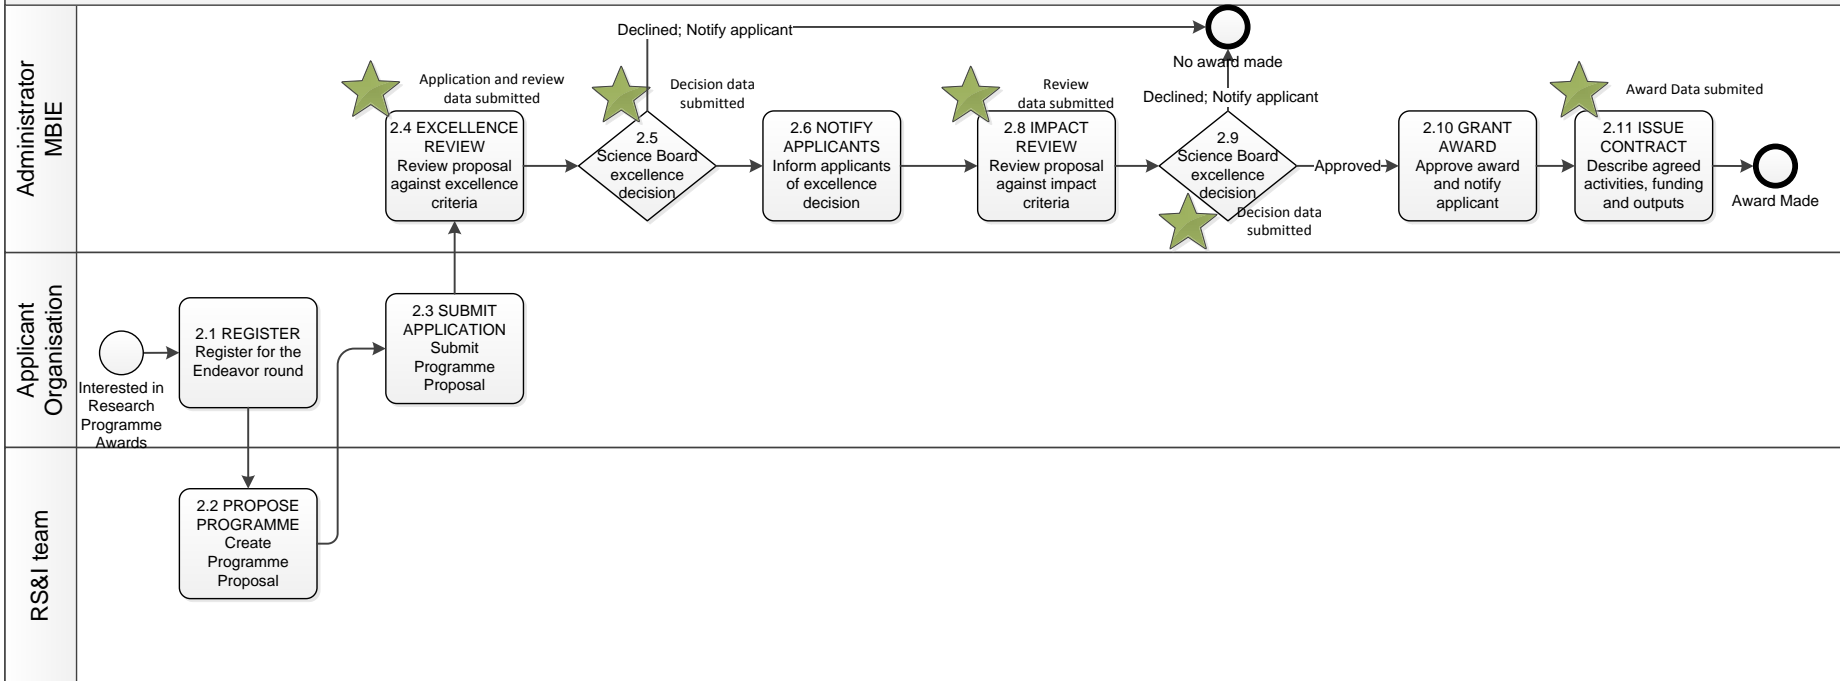 Administrator
MBIE
Declined; Notify applicant
No award made
Declined; Notify applicant
Application and review
data submitted
2.4 EXCELLENCE
REVIEW
Review proposal
against excellence
criteria
Decision data
submitted
2.5
Science Board
excellence
decision
2.6 NOTIFY
APPLICANTS
Inform applicants
of excellence
decision
Review
data submitted
2.8 IMPACT
REVIEW
Review proposal
against impact
criteria
2.9
Science Board
excellence
decision
Decision data
submitted
Approved
2.10 GRANT
AWARD
Approve award
and notify
applicant
Award Data submited
2.11 ISSUE
CONTRACT
Describe agreed
activities, funding
and outputs
Award Made
Applicant
Organisation
Interested in
Research
Programme
Awards
2.1 REGISTER
Register for the
Endeavor round
2.3 SUBMIT
APPLICATION
Submit
Programme
Proposal
RS&I team
2.2 PROPOSE
PROGRAMME
Create
Programme
Proposal